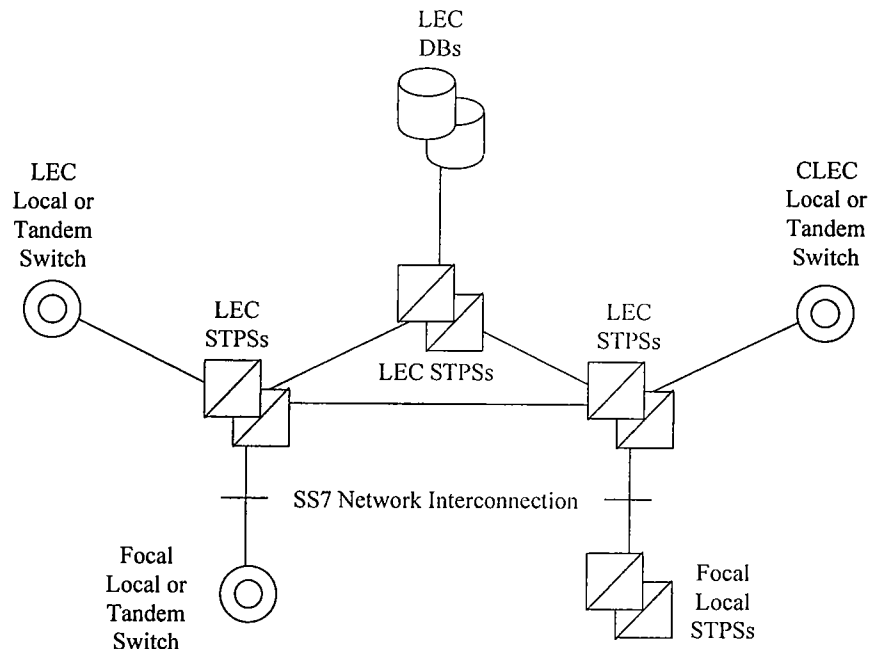 LEC
DBs
LEC
Local or
Tandem
Switch
CLEC
Local or
Tandem
Switch
LEC
STPSs
LEC
STPSs
LEC STPSs
SS7 Network Interconnection
Focal
Local or
Tandem
Switch
Focal
Local
STPSs